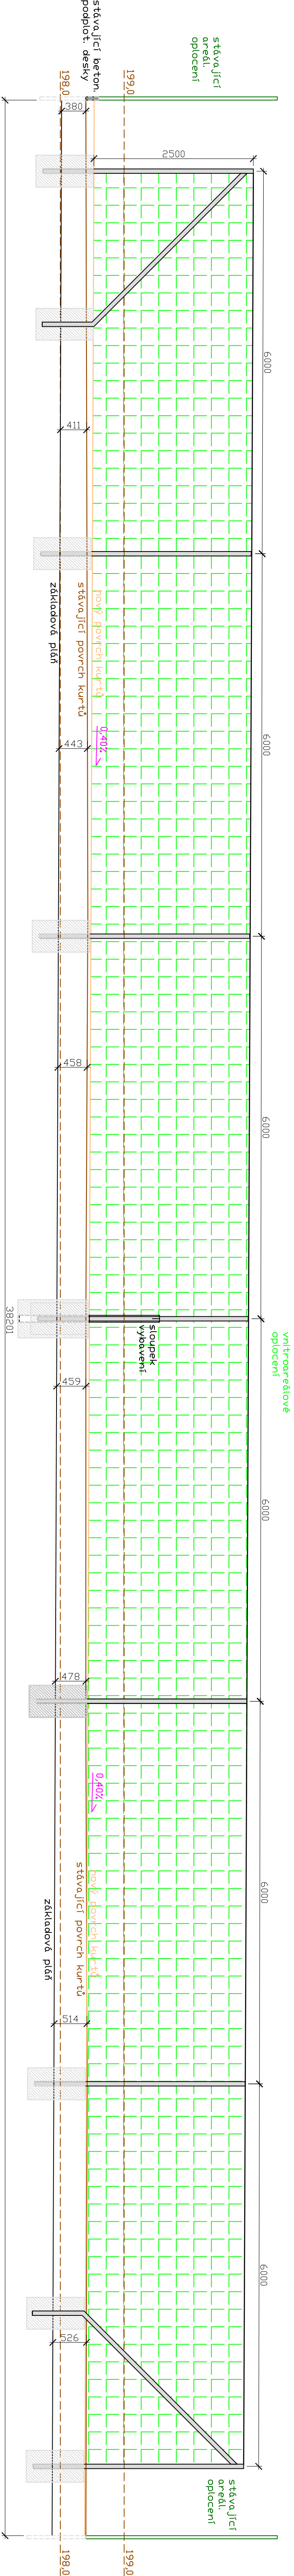 stávající
areál.
oplocení
stávající beton.
podplot. desky
199,0
198,0
380
2500
6000
411
6000
nový povrch kurtů
stávající povrch kurtů
základová pláň
0,40%
443
6000
458
vnitroareálové
oplocení
sloupek
vybavení
38201
459
6000
478
0,40%
6000
nový povrch kurtů
stávající povrch kurtů
základová pláň
514
6000
526
stávající
areál.
oplocení
199,0
198,0